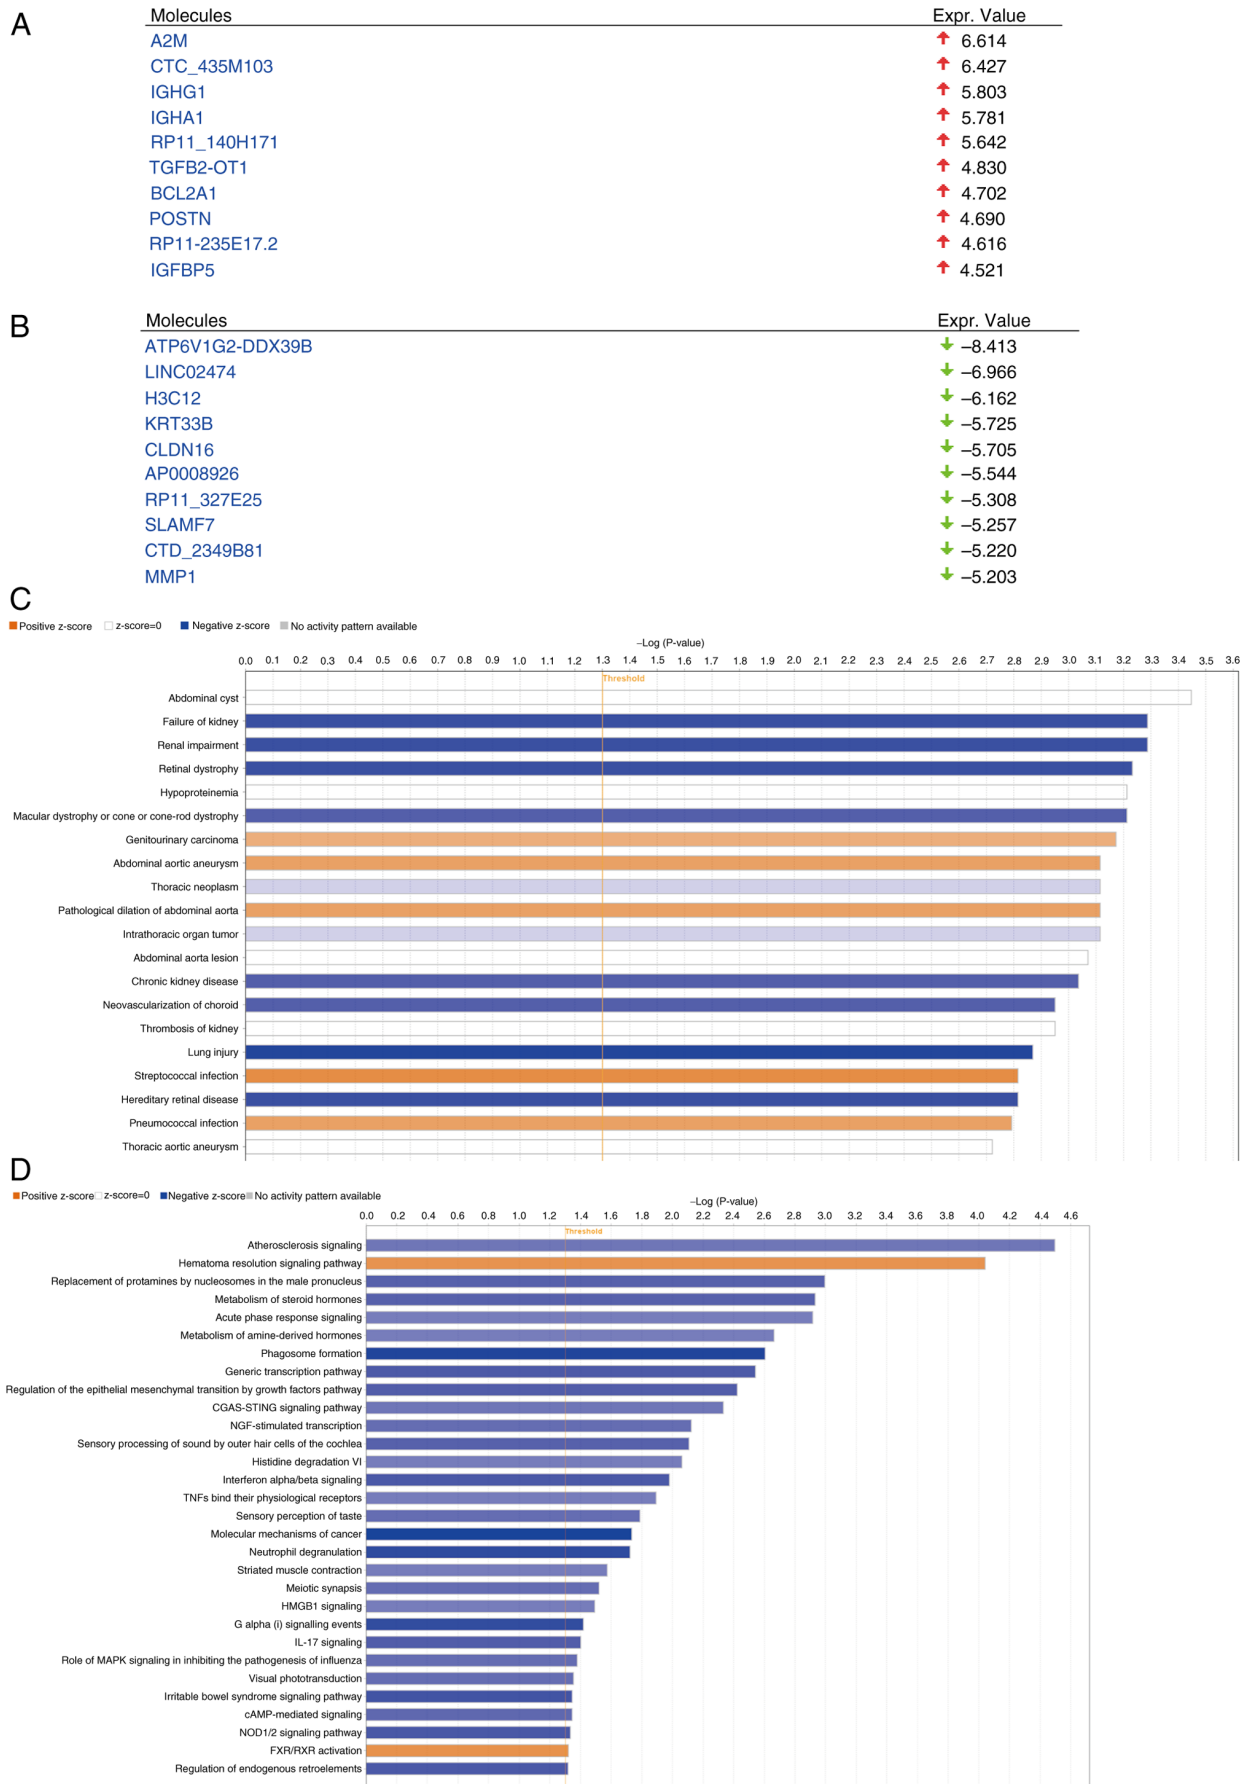 A
Molecules Expr. Value
A2M 6.614
CTC_435M103 6.427
IGHG1 5.803
IGHA1 5.781
RP11_140H171 5.642
TGFB2-OT1 4.830
BCL2A1 4.702
POSTN 4.690
RP11-235E17.2 4.616
IGFBP5 4.521
B
Molecules Expr. Value
ATP6V1G2-DDX39B –8.413
LINC02474 –6.966
H3C12 –6.162
KRT33B –5.725
CLDN16 –5.705
AP0008926 –5.544
RP11_327E25 –5.308
SLAMF7 –5.257
CTD_2349B81 –5.220
MMP1 –5.203
C
Positive z-score z-score=0 Negative z-score No activity pattern available
–Log (P-value)
0.0 0.1 0.2 0.3 0.4 0.5 0.6 0.7 0.8 0.9 1.0 1.1 1.2 1.3 1.4 1.5 1.6 1.7 1.8 1.9 2.0 2.1 2.2 2.3 2.4 2.5 2.6 2.7 2.8 2.9 3.0 3.1 3.2 3.3 3.4 3.5 3.6
Threshold
Abdominal cyst
Failure of kidney
Renal impairment
Retinal dystrophy
Hypoproteinemia
Macular dystrophy or cone or cone-rod dystrophy
Genitourinary carcinoma
Abdominal aortic aneurysm
Thoracic neoplasm
Pathological dilation of abdominal aorta
Intrathoracic organ tumor
Abdominal aorta lesion
Chronic kidney disease
Neovascularization of choroid
Thrombosis of kidney
Lung injury
Streptococcal infection
Hereditary retinal disease
Pneumococcal infection
Thoracic aortic aneurysm
D
Positive z-score z-score=0 Negative z-score No activity pattern available
–Log (P-value)
0.0 0.2 0.4 0.6 0.8 1.0 1.2 1.4 1.6 1.8 2.0 2.2 2.4 2.6 2.8 3.0 3.2 3.4 3.6 3.8 4.0 4.2 4.4 4.6
Threshold
Atherosclerosis signaling
Hematoma resolution signaling pathway
Replacement of protamines by nucleosomes in the male pronucleus
Metabolism of steroid hormones
Acute phase response signaling
Metabolism of amine-derived hormones
Phagosome formation
Generic transcription pathway
Regulation of the epithelial mesenchymal transition by growth factors pathway
CGAS-STING signaling pathway
NGF-stimulated transcription
Sensory processing of sound by outer hair cells of the cochlea
Histidine degradation VI
Interferon alpha/beta signaling
TNFs bind their physiological receptors
Sensory perception of taste
Molecular mechanisms of cancer
Neutrophil degranulation
Striated muscle contraction
Meiotic synapsis
HMGB1 signaling
G alpha (i) signalling events
IL-17 signaling
Role of MAPK signaling in inhibiting the pathogenesis of influenza
Visual phototransduction
Irritable bowel syndrome signaling pathway
cAMP-mediated signaling
NOD1/2 signaling pathway
FXR/RXR activation
Regulation of endogenous retroelements